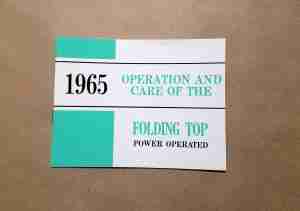 1965 OPERATION AND
CARE OF THE
FOLDING TOP
POWER OPERATED